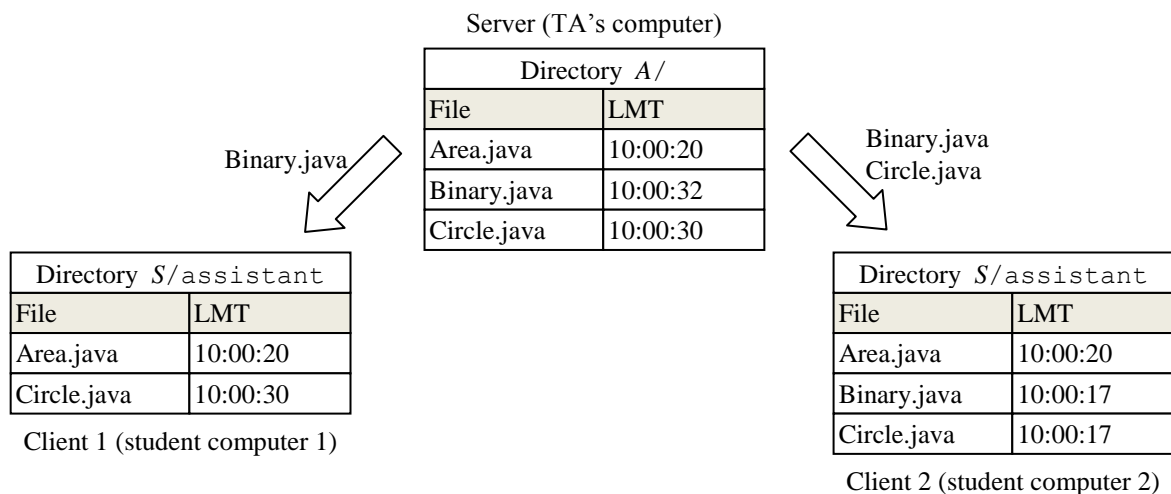 Server (TA’s computer)
Directory A/
File LMT
Area.java 10:00:20
Binary.java 10:00:32
Circle.java 10:00:30
Binary.java
Binary.java
Circle.java
Directory S/assistant
File LMT
Area.java 10:00:20
Circle.java 10:00:30
Client 1 (student computer 1)
Directory S/assistant
File LMT
Area.java 10:00:20
Binary.java 10:00:17
Circle.java 10:00:17
Client 2 (student computer 2)